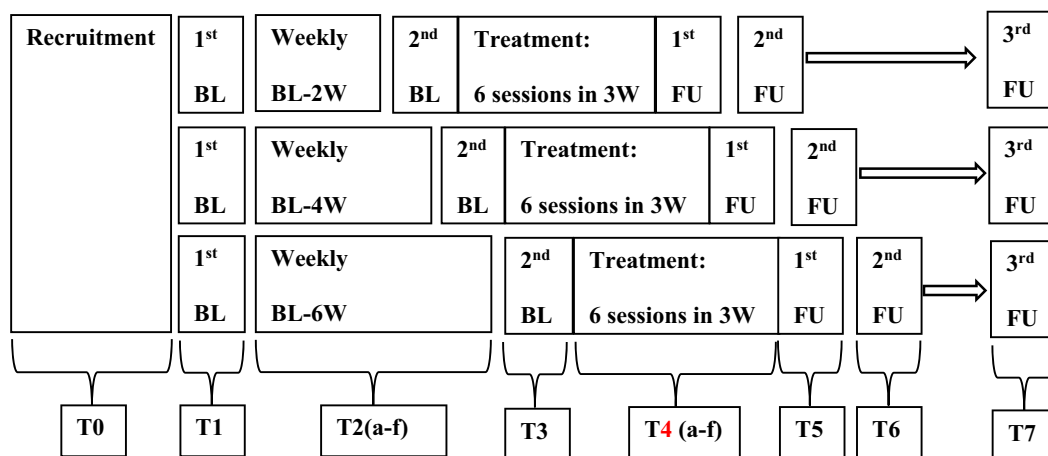 Recruitment
1st
BL
Weekly
BL-2W
2nd
BL
Treatment:
6 sessions in 3W
1st
FU
2nd
FU
3rd
FU
1st
BL
Weekly
BL-4W
2nd
BL
Treatment:
6 sessions in 3W
1st
FU
2nd
FU
3rd
FU
1st
BL
Weekly
BL-6W
2nd
BL
Treatment:
6 sessions in 3W
1st
FU
2nd
FU
3rd
FU
T0
T1
T2(a-f)
T3
T4 (a-f)
T5
T6
T7